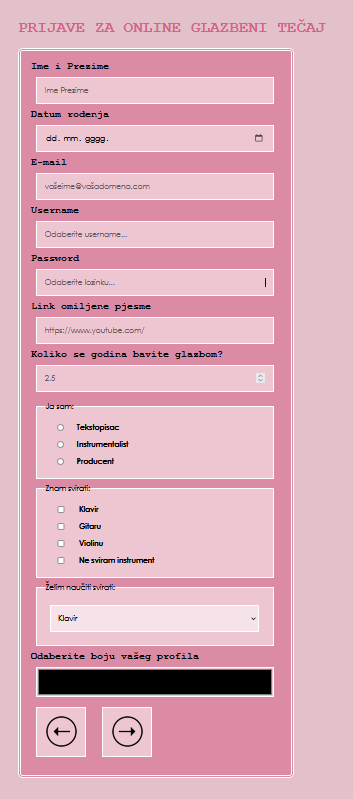 PRIJAVE ZA ONLINE GLAZBENI TEČAJ
Ime i Prezime
Ime Prezime
Datum rođenja
dd. mm. gggg.
E-mail
vašeime@vašadomena.com
Username
Odaberite username...
Password
Odaberite lozinku...
Link omiljene pjesme
https://www.youtube.com/
Koliko se godina bavite glazbom?
2.5
Ja sam:
Tekstopisac
Instrumentalist
Producent
Znam svirati:
Klavir
Gitaru
Violinu
Ne sviram instrument
Želim naučiti svirati:
Klavir
Odaberite boju vašeg profila